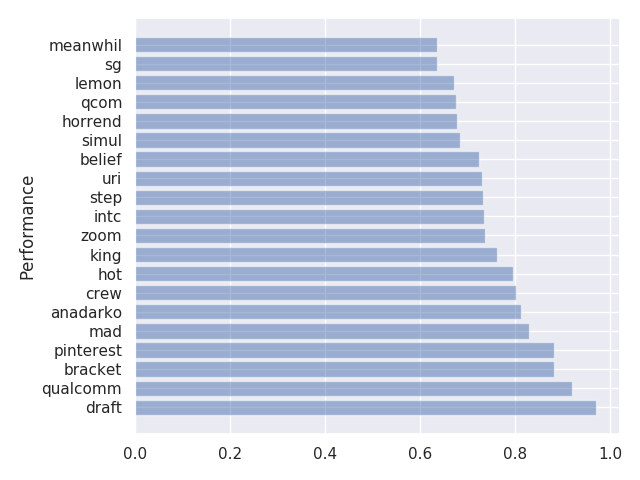 meanwhil
sg
lemon
qcom
horrend
simul
belief
uri
step
intc
zoom
king
hot
crew
anadarko
mad
pinterest
bracket
qualcomm
draft
Performance
0.0 0.2 0.4 0.6 0.8 1.0